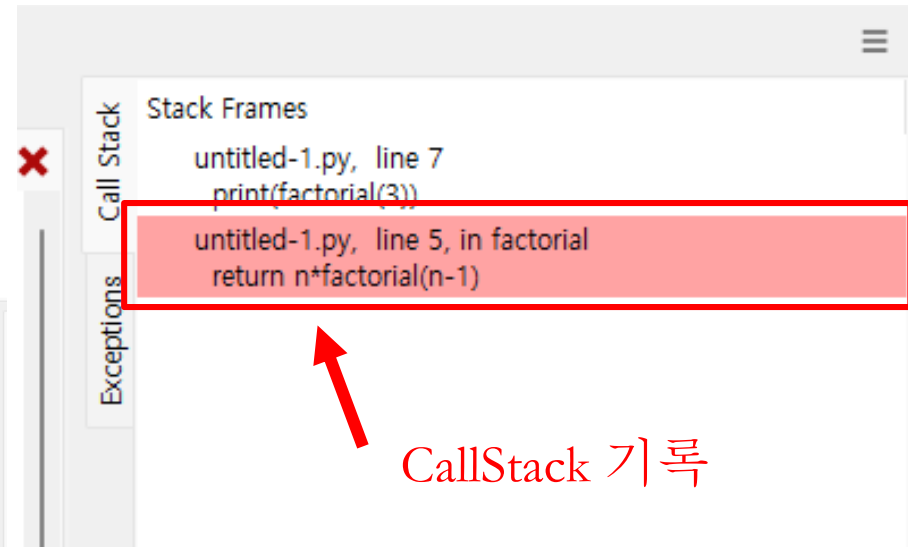 Call Stack
Exceptions
Stack Frames
untitled-1.py, line 7
print(factorial(3))
untitled-1.py, line 5, in factorial
return n*factorial(n-1)
CallStack 기록